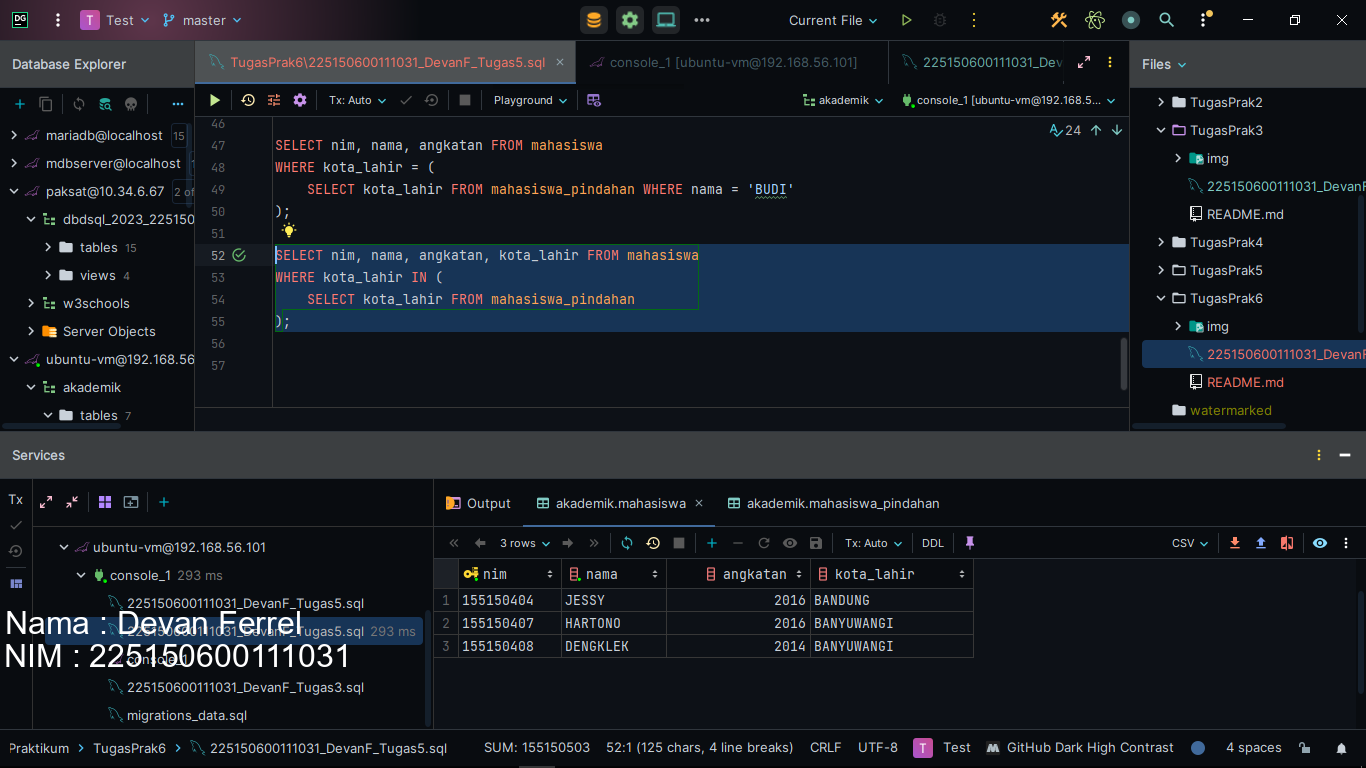 DG
T Test
master
Current File
Database Explorer
TugasPrak6\225150600111031_DevanF_Tugas5.sql
console_1 [ubuntu-vm@192.168.56.101]
225150600111031_Dev
Files
Tx: Auto
Playground
akademik
console_1 [ubuntu-vm@192.168.5...
mariadb@localhost 15
mdbserver@localhost
paksat@10.34.6.67 2 of
dbdsql_2023_22515
tables 15
views 4
w3schools
Server Objects
ubuntu-vm@192.168.56
akademik
tables 7
46
47 SELECT nim, nama, angkatan FROM mahasiswa
48 WHERE kota_lahir = (
49 SELECT kota_lahir FROM mahasiswa_pindahan WHERE nama = 'BUDI'
50 );
51
52 SELECT nim, nama, angkatan, kota_lahir FROM mahasiswa
53 WHERE kota_lahir IN (
54 SELECT kota_lahir FROM mahasiswa_pindahan
55 );
56
57
24
TugasPrak2
TugasPrak3
img
225150600111031_Devan
README.md
TugasPrak4
TugasPrak5
TugasPrak6
img
225150600111031_Devan
README.md
watermarked
Services
Tx
ubuntu-vm@192.168.56.101
console_1 293 ms
225150600111031_DevanF_Tugas5.sql
225150600111031_DevanF_Tugas5.sql 293 ms
console_1
225150600111031_DevanF_Tugas3.sql
migrations_data.sql
Nama : Devan Ferrel
NIM : 225150600111031
Output
akademik.mahasiswa
akademik.mahasiswa_pindahan
3 rows
Tx: Auto
DDL
CSV
nim nama angkatan kota_lahir
1 155150404 JESSY 2016 BANDUNG
2 155150407 HARTONO 2016 BANYUWANGI
3 155150408 DENGKLEK 2014 BANYUWANGI
Praktikum > TugasPrak6 > 225150600111031_DevanF_Tugas5.sql
SUM: 155150503
52:1 (125 chars, 4 line breaks)
CRLF
UTF-8
T Test
GitHub Dark High Contrast
4 spaces